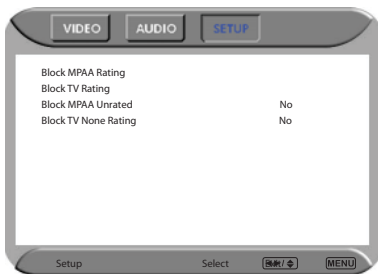 VIDEO AUDIO SETUP
Block MPAA Rating
Block TV Rating
Block MPAA Unrated No
Block TV None Rating No
Setup Select MENU